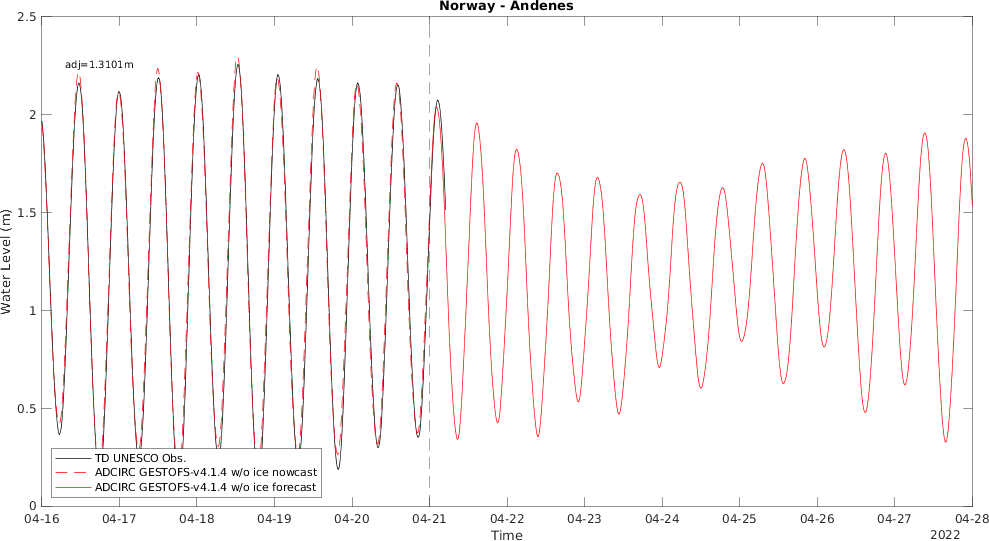 Norway - Andenes
2.5
adj=1.3101m
2
1.5
Water Level (m)
1
0.5
TD UNESCO Obs.
ADCIRC GESTOFS-v4.1.4 w/o ice nowcast
ADCIRC GESTOFS-v4.1.4 w/o ice forecast
0
04-16 04-17 04-18 04-19 04-20 04-21 04-22 04-23 04-24 04-25 04-26 04-27 04-28
Time
2022